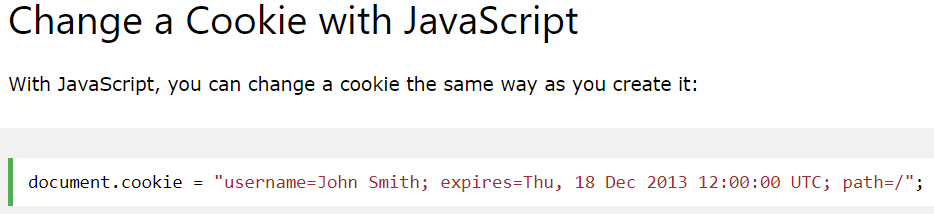 Change a Cookie with JavaScript
With JavaScript, you can change a cookie the same way as you create it:
document.cookie = "username=John Smith; expires=Thu, 18 Dec 2013 12:00:00 UTC; path=/";